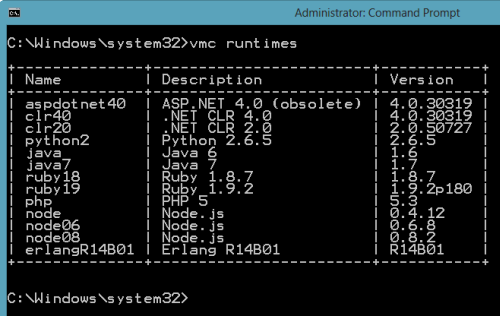 Administrator: Command Prompt
C:\Windows\system32>vmc runtimes
+--------------+------------------------+-----------+
| Name | Description | Version |
+--------------+------------------------+-----------+
| aspdotnet40 | ASP.NET 4.0 (obsolete) | 4.0.30319 |
| clr40 | .NET CLR 4.0 | 4.0.30319 |
| clr20 | .NET CLR 2.0 | 2.0.50727 |
| python2 | Python 2.6.5 | 2.6.5 |
| java | Java 6 | 1.6 |
| java7 | Java 7 | 1.7 |
| ruby18 | Ruby 1.8.7 | 1.8.7 |
| ruby19 | Ruby 1.9.2 | 1.9.2p180 |
| php | PHP 5 | 5.3 |
| node | Node.js | 0.4.12 |
| node06 | Node.js | 0.6.8 |
| node08 | Node.js | 0.8.2 |
| erlangR14B01 | Erlang R14B01 | R14B01 |
+--------------+------------------------+-----------+
C:\Windows\system32>